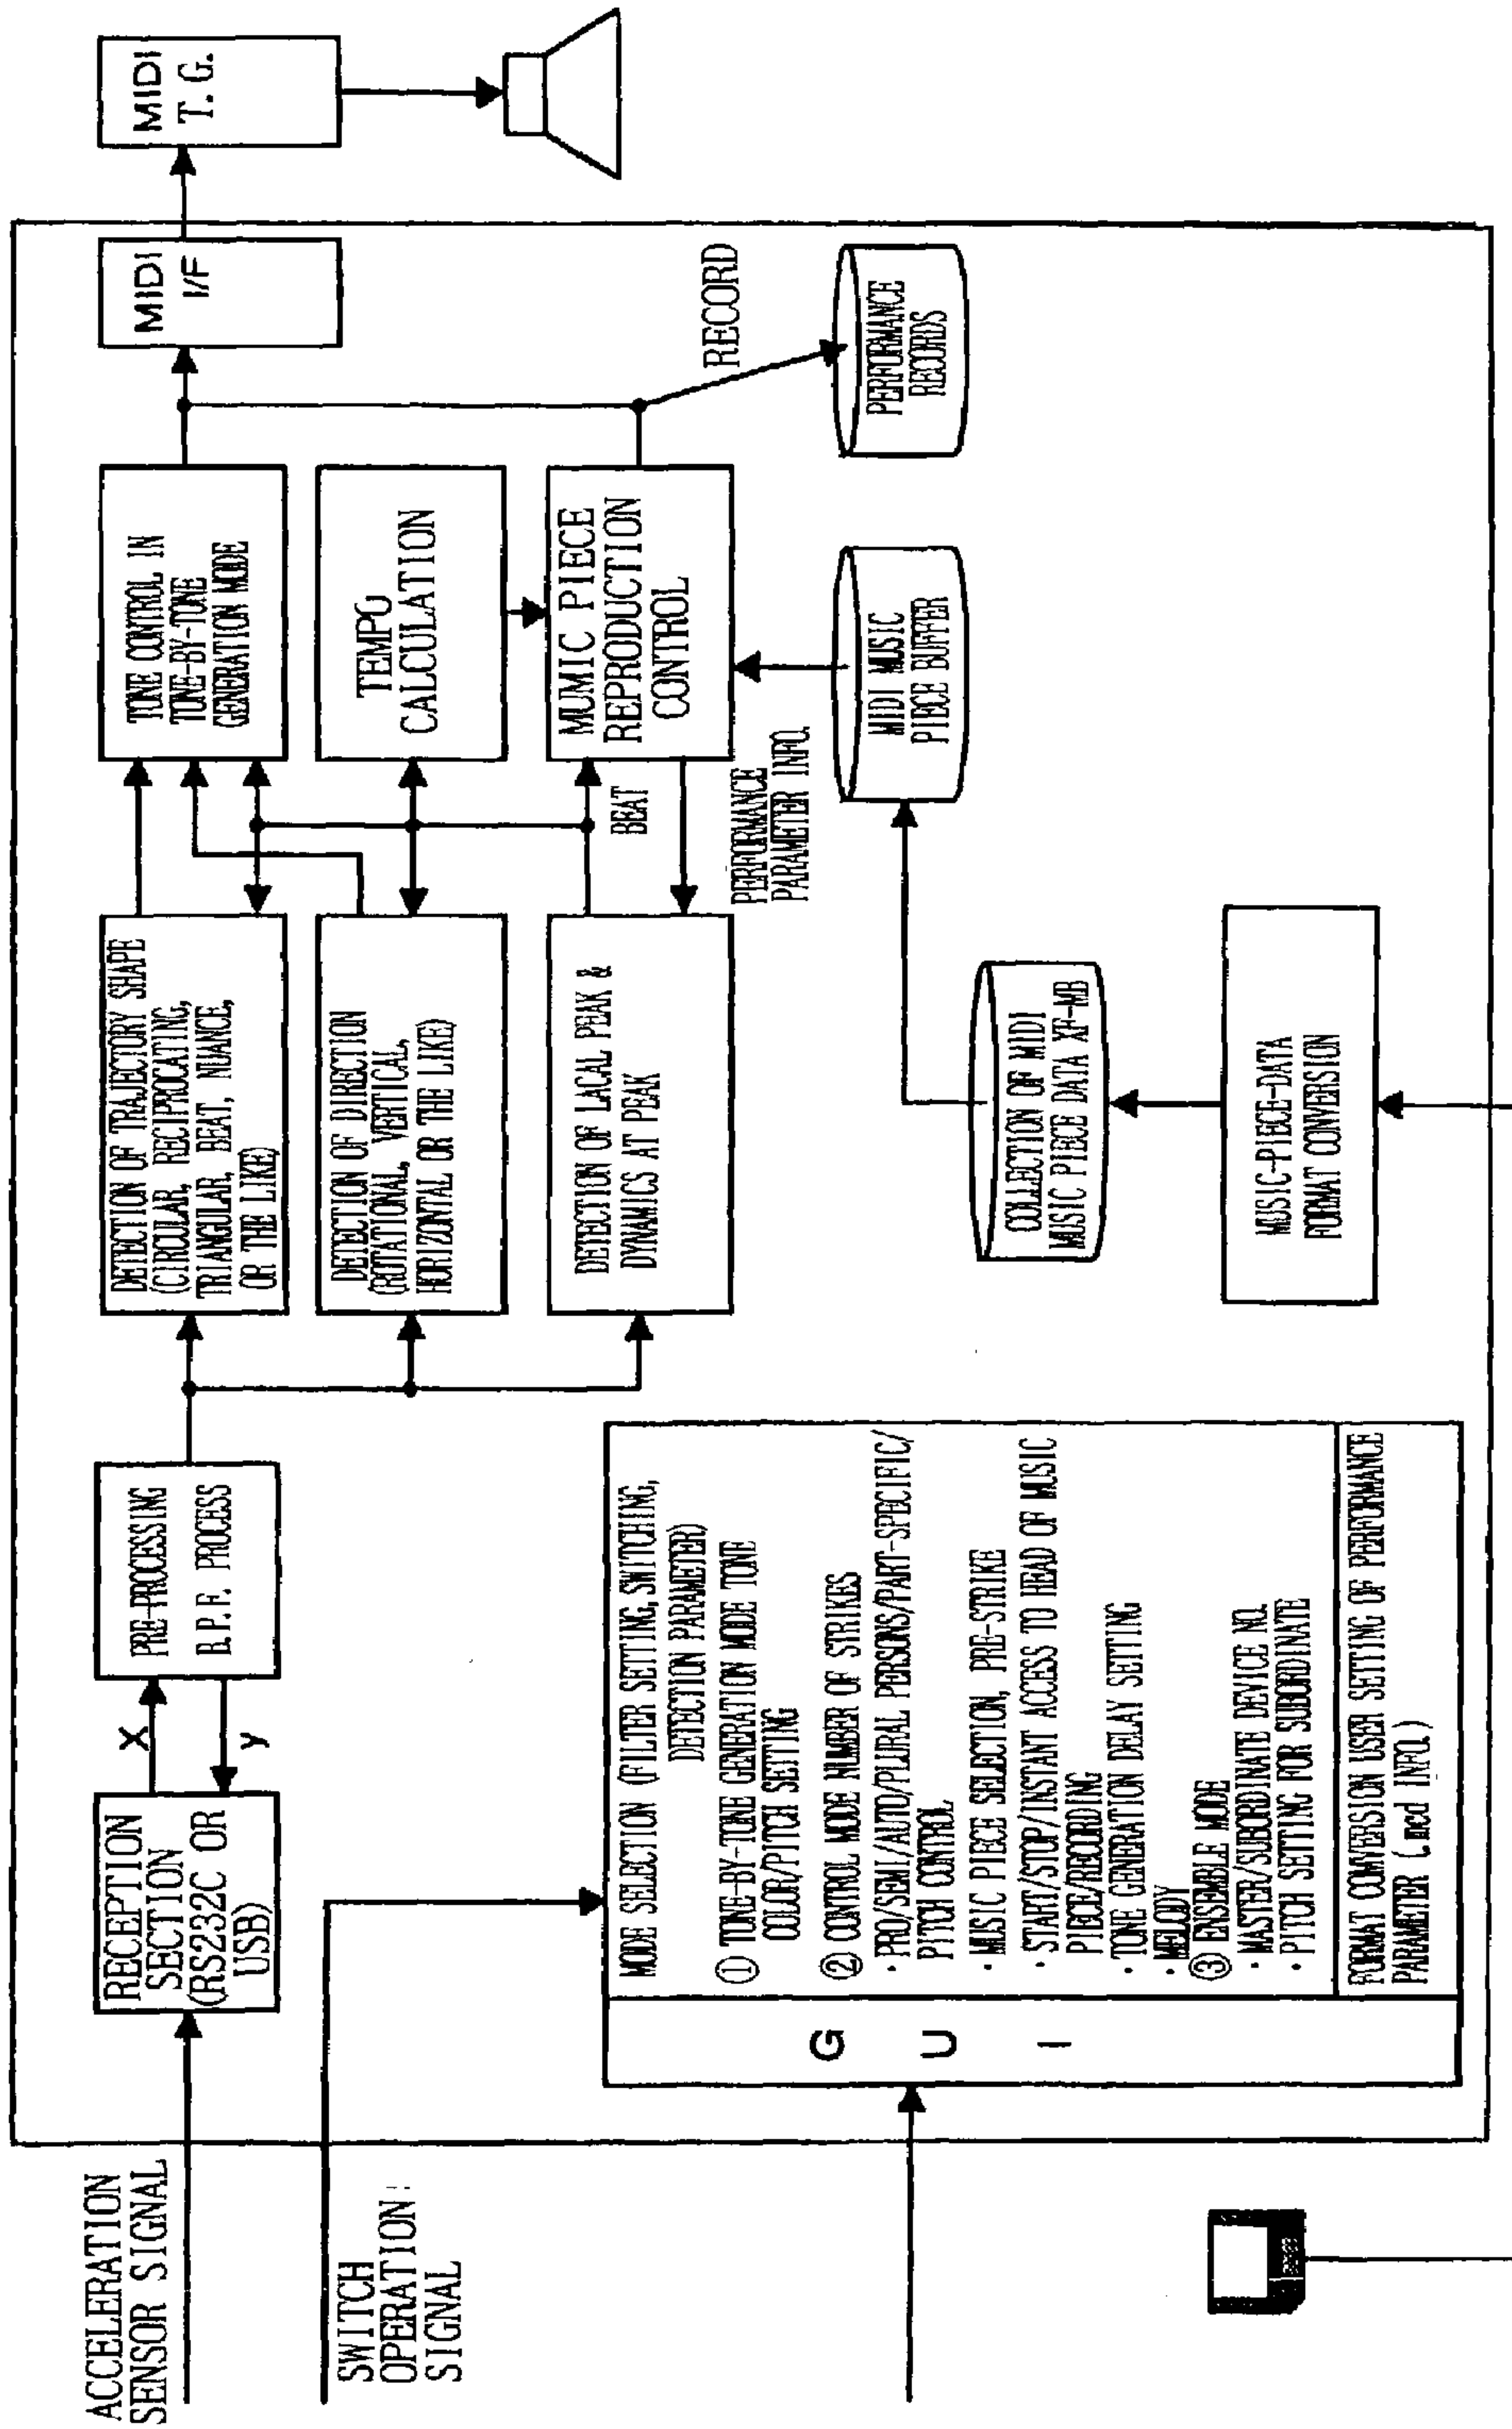 ACCLERATION
SENSOR SIGNAL
SWITCH
OPERATION
SIGNAL
RECEPTION
SECTION
(RS232C OR
USB)
X
y
PRE-PROCESSING
B.P.F. PROCESS
DETECTION OF TRAJECTORY SHAPE
(CIRCULAR, RECIPROCATING,
TRIANGULAR, BEAT, NUANCE,
OR THE LIKE)
DETECTION OF DIRECTION
(ROTATIONAL, VERTICAL,
HORIZONTAL OR THE LIKE)
DETECTION OF LACAL PEAK &
DYNAMICS AT PEAK
TONE CONTROL IN
TONE-BY-TONE
GENERATION MODE
TEMPO
CALCULATION
MUMIC PIECE
REPRODUCTION
CONTROL
BEAT
PERFORMANCE
PARAMETER INFO.
MIDI
I/F
MIDI
T. G.
RECORD
PERFORMANCE
RECORDS
MIDI MUSIC
PIECE BUFFER
COLLECTION OF MIDI
MUSIC PIECE DATA XF-MB
MUSIC-PIECE-DATA
FORMAT CONVERSION
G U I
MODE SELECTION (FILTER SETTING, SWITCHING,
DETECTION PARAMETER)
① TONE-BY-TONE GENERATION MODE TONE
COLOR/PITCH SETTING
② CONTROL MODE NUMBER OF STRIKES
・PRO/SEMI/AUTO/PLURAL PERSONS/PART-SPECIFIC/
PITCH CONTROL
・MUSIC PIECE SELECTION, PRE-STRIKE
・START/STOP/INSTANT ACCESS TO HEAD OF MUSIC
PIECE/RECORDING
・TONE GENERATION DELAY SETTING
・MELODY
③ ENSEMBLE MODE
・MASTER/SUBORDINATE DEVICE NO.
・PITCH SETTING FOR SUBORDINATE
FORMAT COMVERSION USER SETTING OF PERFORMANCE
PARAMETER (.mcd INFO.)